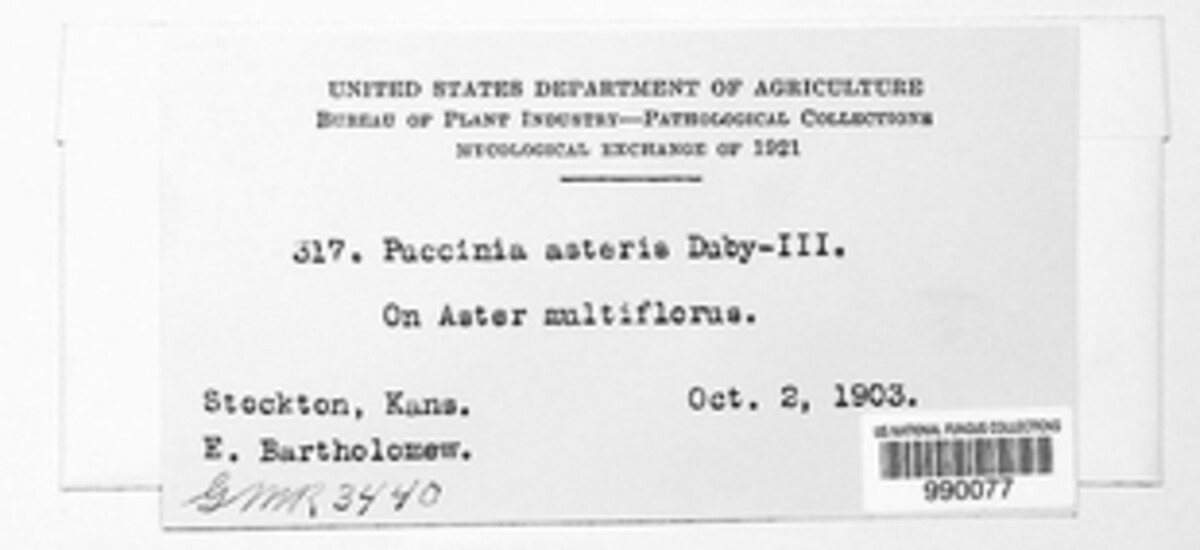 UNITED STATES DEPARTMENT OF AGRICULTURE
BUREAU OF PLANT INDUSTRY—PATHOLOGICAL COLLECTIONS
MYCOLOGICAL EXCHANGE OF 1921
317. Puccinia asteris Duby-III.
On Aster multiflorus.
Stockton, Kans.
Oct. 2, 1903.
E. Bartholomew.
GMR 3440
US NATIONAL FUNGUS COLLECTIONS
990077